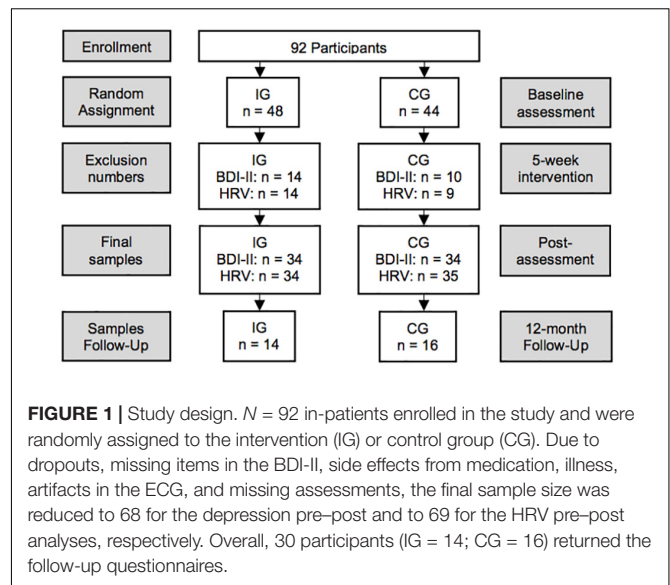 Enrollment
92 Participants
Random
Assignment
IG
n = 48
CG
n = 44
Baseline
assessment
Exclusion
numbers
IG
BDI-II: n = 14
HRV: n = 14
CG
BDI-II: n = 10
HRV: n = 9
5-week
intervention
Final
samples
IG
BDI-II: n = 34
HRV: n = 34
CG
BDI-II: n = 34
HRV: n = 35
Post-
assessment
Samples
Follow-Up
IG
n = 14
CG
n = 16
12-month
Follow-Up
FIGURE 1 | Study design. N = 92 in-patients enrolled in the study and were
randomly assigned to the intervention (IG) or control group (CG). Due to
dropouts, missing items in the BDI-II, side effects from medication, illness,
artifacts in the ECG, and missing assessments, the final sample size was
reduced to 68 for the depression pre–post and to 69 for the HRV pre–post
analyses, respectively. Overall, 30 participants (IG = 14; CG = 16) returned the
follow-up questionnaires.